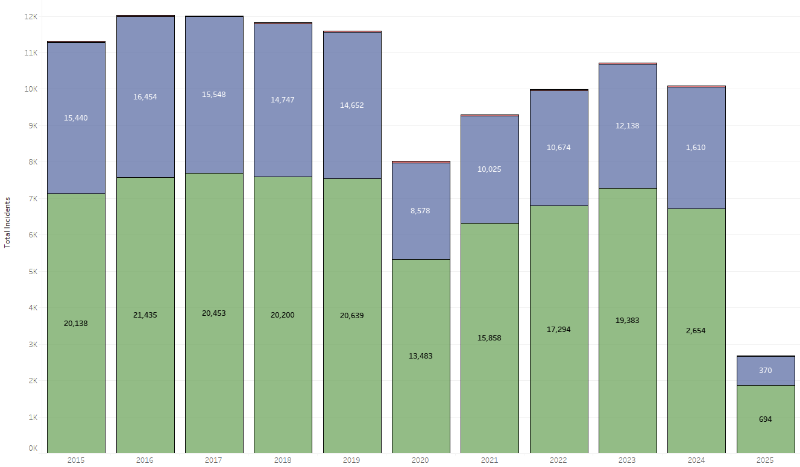 12K
11K
10K
9K
8K
7K
6K
5K
4K
3K
2K
1K
0K
Total Incidents
15,440
16,454
15,548
14,747
14,652
8,578
10,025
10,674
12,138
1,610
370
20,138
21,435
20,453
20,200
20,639
13,483
15,858
17,294
19,383
2,654
694
2015
2016
2017
2018
2019
2020
2021
2022
2023
2024
2025